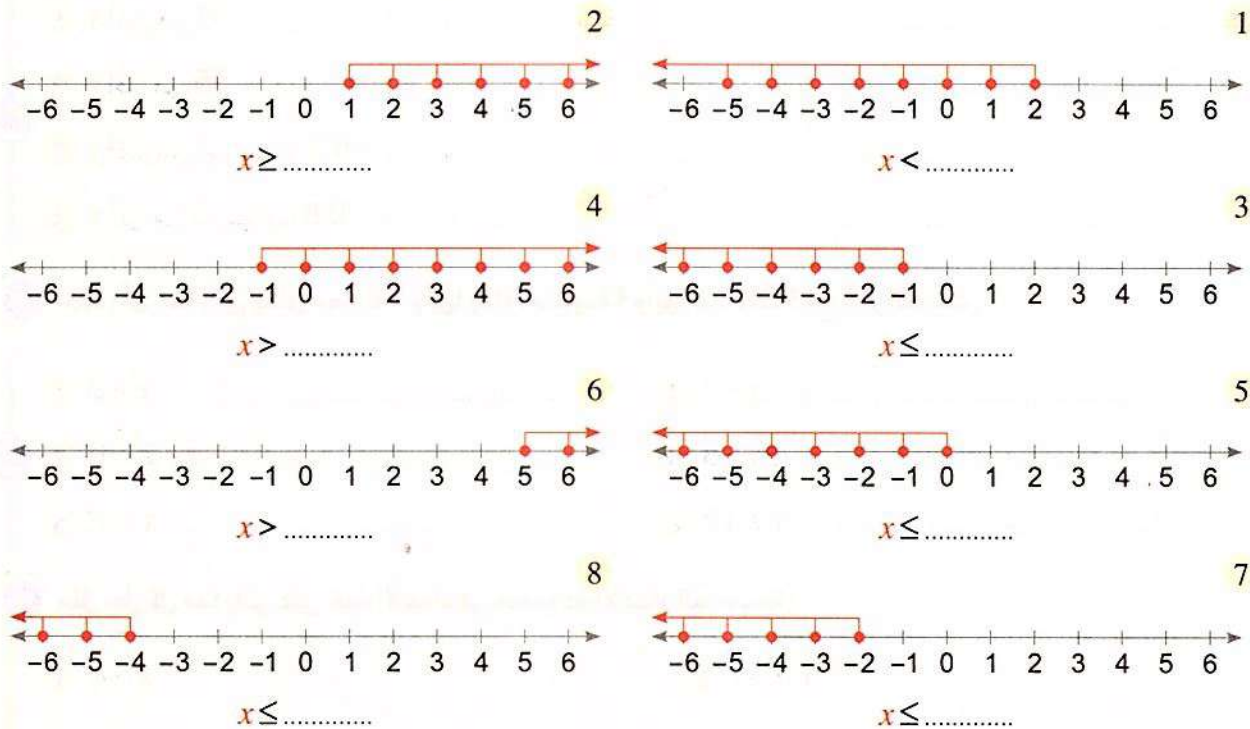 2 1
-6 -5 -4 -3 -2 -1 0 1 2 3 4 5 6 -6 -5 -4 -3 -2 -1 0 1 2 3 4 5 6
x ≥ ............ x < ............
4 3
-6 -5 -4 -3 -2 -1 0 1 2 3 4 5 6 -6 -5 -4 -3 -2 -1 0 1 2 3 4 5 6
x > ............ x ≤ ............
6 5
-6 -5 -4 -3 -2 -1 0 1 2 3 4 5 6 -6 -5 -4 -3 -2 -1 0 1 2 3 4 5 6
x > ............ x ≤ ............
8 7
-6 -5 -4 -3 -2 -1 0 1 2 3 4 5 6 -6 -5 -4 -3 -2 -1 0 1 2 3 4 5 6
x ≤ ............ x ≤ ............